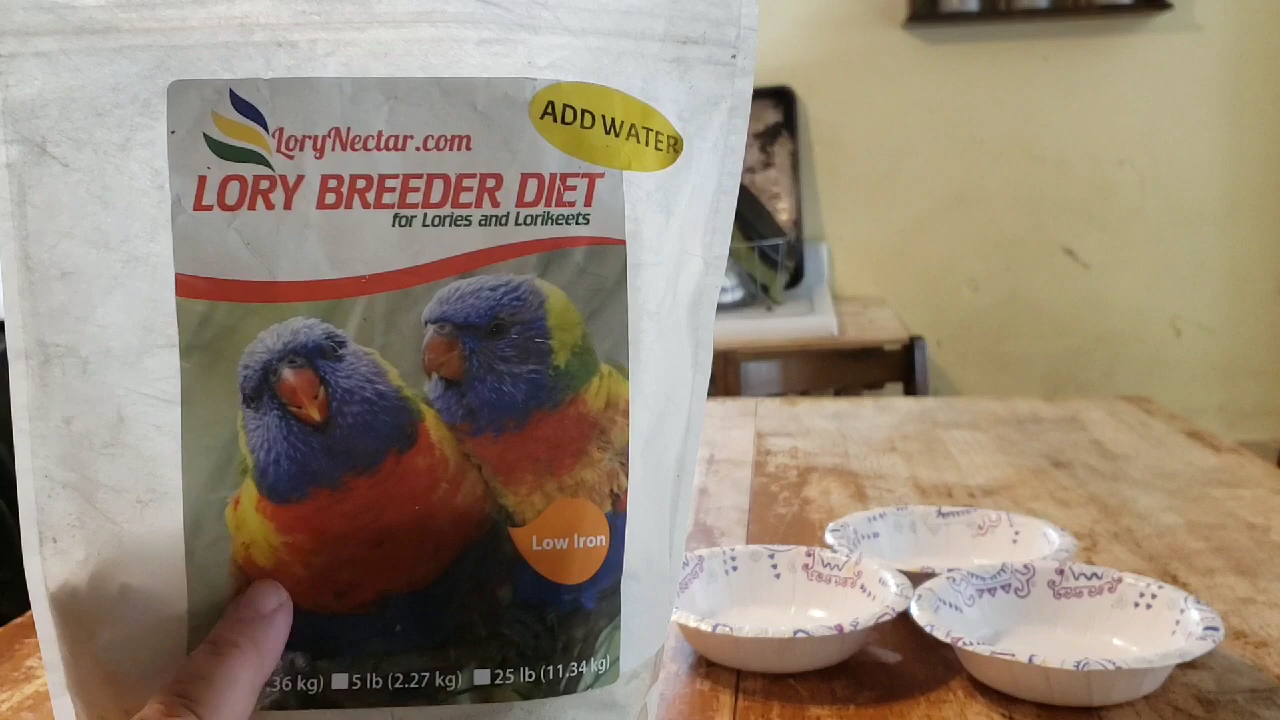 LoryNectar.com
ADD WATER
LORY BREEDER DIET
for Lories and Lorikeets
Low Iron
.36 kg) 5 lb (2.27 kg) 25 lb (11.34 kg)